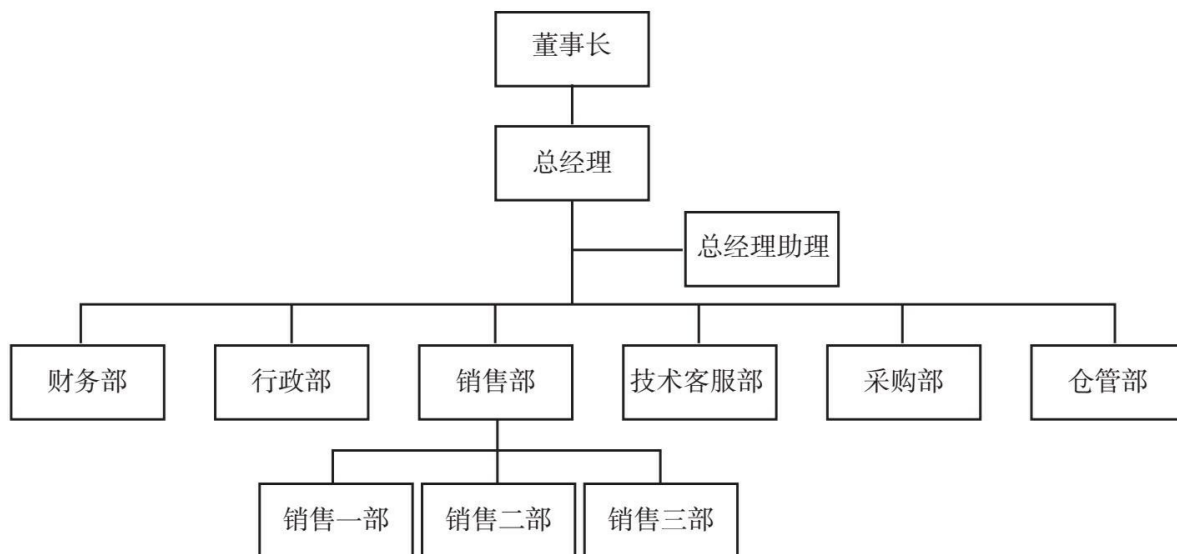 董事长
总经理
总经理助理
财务部
行政部
销售部
技术客服部
采购部
仓管部
销售一部
销售二部
销售三部